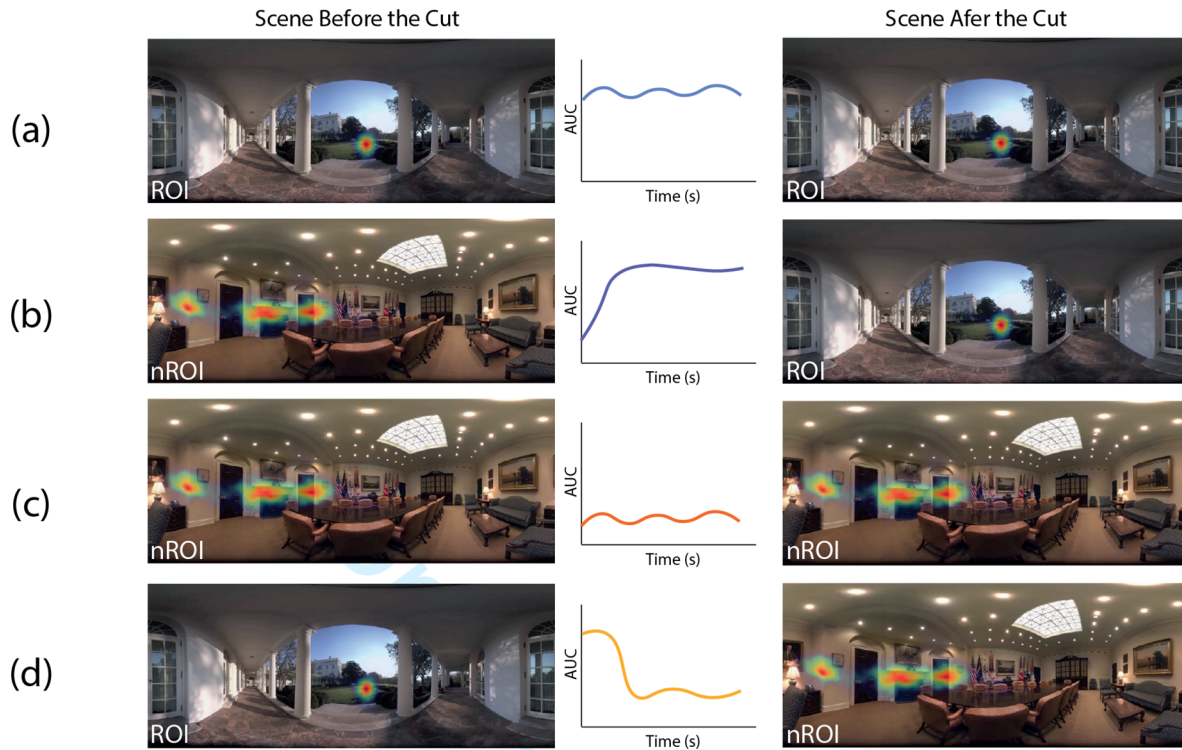 Scene Before the Cut
Scene Afer the Cut
(a)
ROI
AUC
Time (s)
ROI
(b)
nROI
AUC
Time (s)
ROI
(c)
nROI
AUC
Time (s)
nROI
(d)
ROI
AUC
Time (s)
nROI